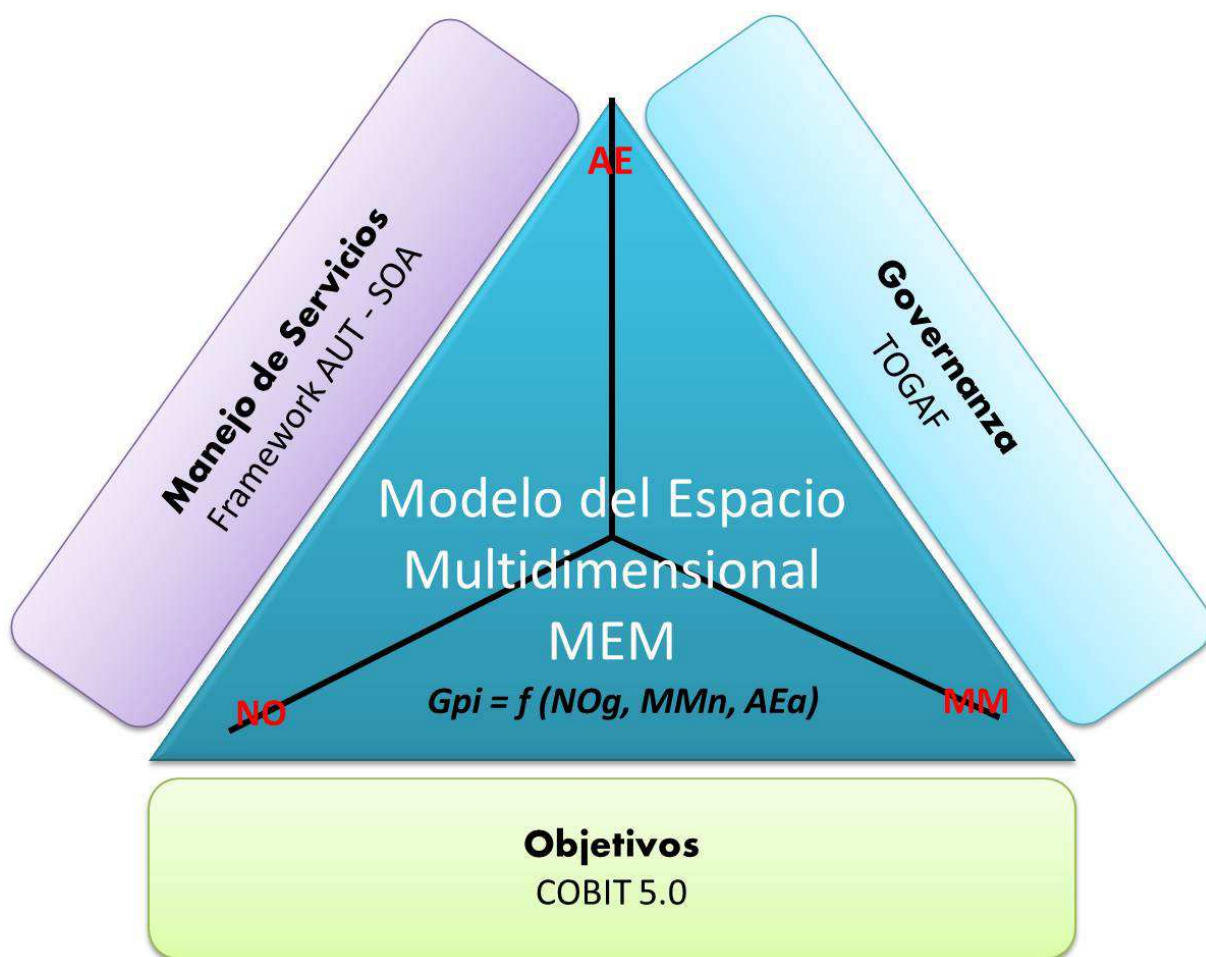 Manejo de Servicios
Framework AUT - SOA
Governanza
TOGAF
AE
Modelo del Espacio
Multidimensional
MEM
Gpi = f (NOg, MMn, AEa)
NO
MM
Objetivos
COBIT 5.0